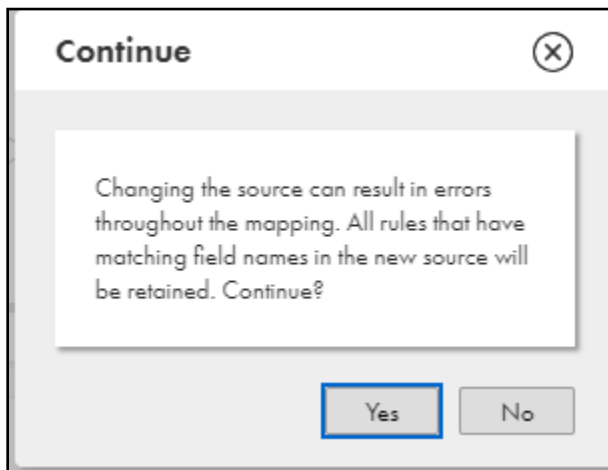 Continue
Changing the source can result in errors
throughout the mapping. All rules that have
matching field names in the new source will
be retained. Continue?
Yes No